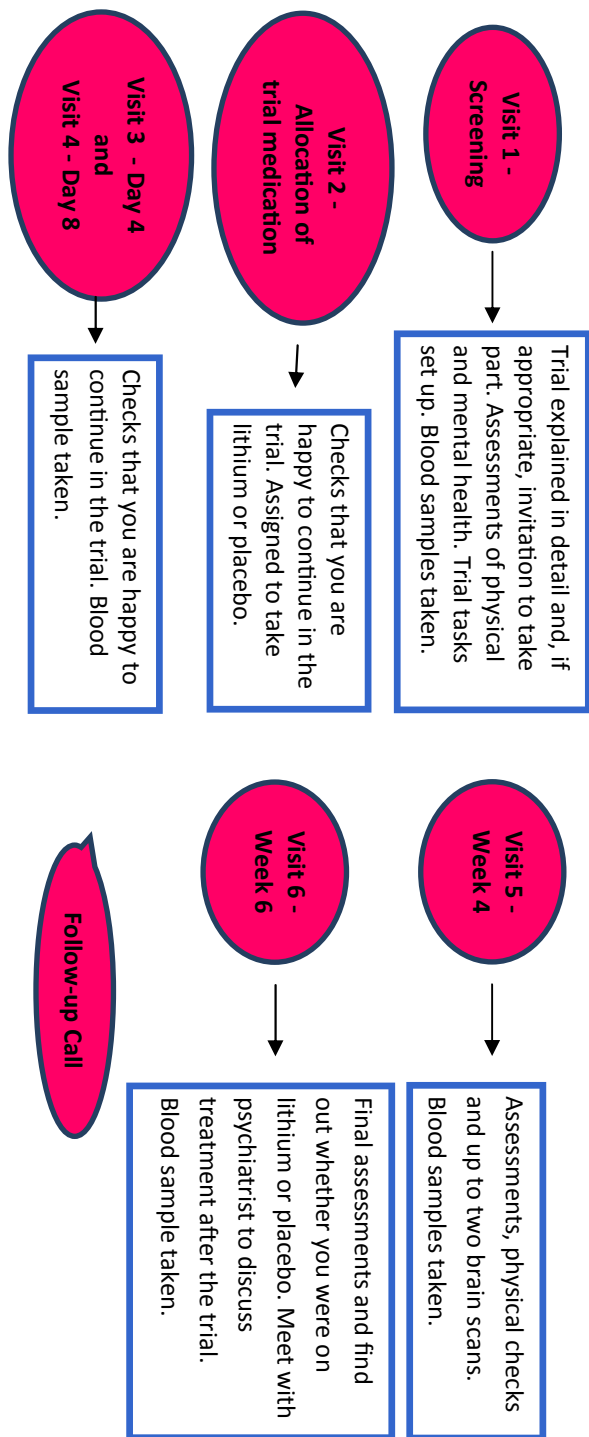 Visit 1 -
Screening
Trial explained in detail and, if
appropriate, invitation to take
part. Assessments of physical
and mental health. Trial tasks
set up. Blood samples taken.
Visit 2 -
Allocation of
trial medication
Checks that you are
happy to continue in the
trial. Assigned to take
lithium or placebo.
Visit 3  - Day 4
and
Visit 4 - Day 8
Checks that you are happy to
continue in the trial. Blood
sample taken.
Visit 5 -
Week 4
Assessments, physical checks
and up to two brain scans.
Blood samples taken.
Visit 6 -
Week 6
Final assessments and find
out whether you were on
lithium or placebo. Meet with
psychiatrist to discuss
treatment after the trial.
Blood sample taken.
Follow-up Call